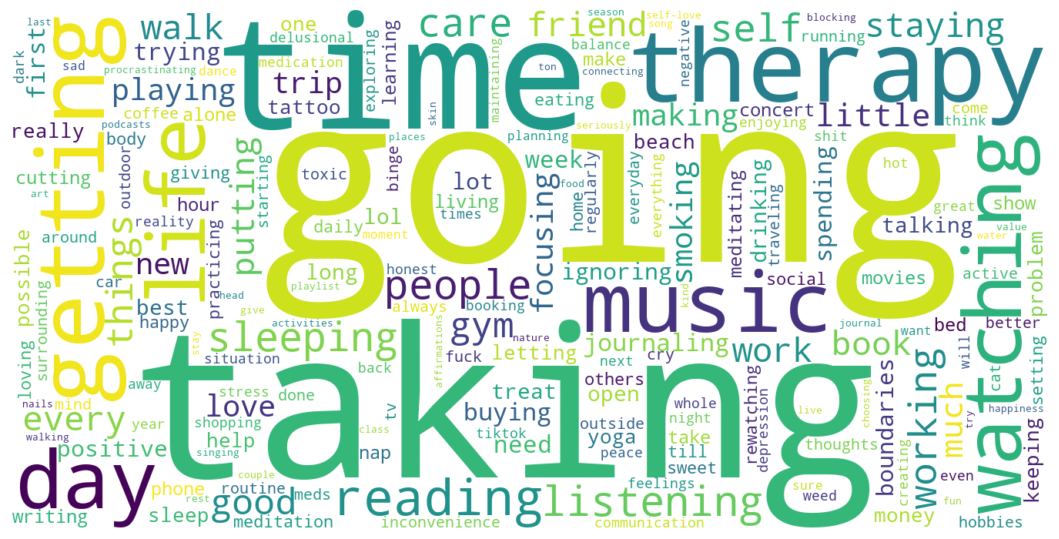 last
dark
sad
first
procrastinating
podcasts
coffee
body
walk
trying
playing
dance
alone
one
delusional
medication
trip
tattoo
exploring
learning
care
eating
maintaining
skin
friend
balance
make
planning
season
self-love
song
ton
connecting
negative
self
blocking
running
staying
time
therapy
getting
life
really
cutting
art
around
possible
loving
surrounding
things
outdoor
giving
hour
reality
new
car
best
happy
practicing
putting
starting
toxic
daily
moment
long
playlist
head
give
lol
binge
lot
living
times
honest
always
people
going
week
making
beach
concert
enjoying
little
focusing
food
home
regularly
everyday
everything
ignoring
smoking
kind
meditating
drinking
traveling
spending
shit
come
think
hot
great
talking
movies
social
music
show
value
water
active
problem
watching
sleeping
activities
booking
nature
gym
fuck
letting
journaling
work
book
journal
want
bed
better
will
cat
setting
away
mind
nails
walking
every
year
positive
situation
stay
stress
shopping
singing
help
done
love
back
tv
class
nap
couple
taking
affirmations
treat
buying
tiktok
need
next
cry
others
open
outside
yoga
peace
whole
night
take
till
sweet
feelings
rewatching
depression
thoughts
live
choosing
sure
weed
boundaries
creating
working
much
even
try
fun
happiness
keeping
hobbies
money
day
writing
phone
sleep
routine
rest
good
meds
meditation
reading
inconvenience
listening
communication
seriously
places